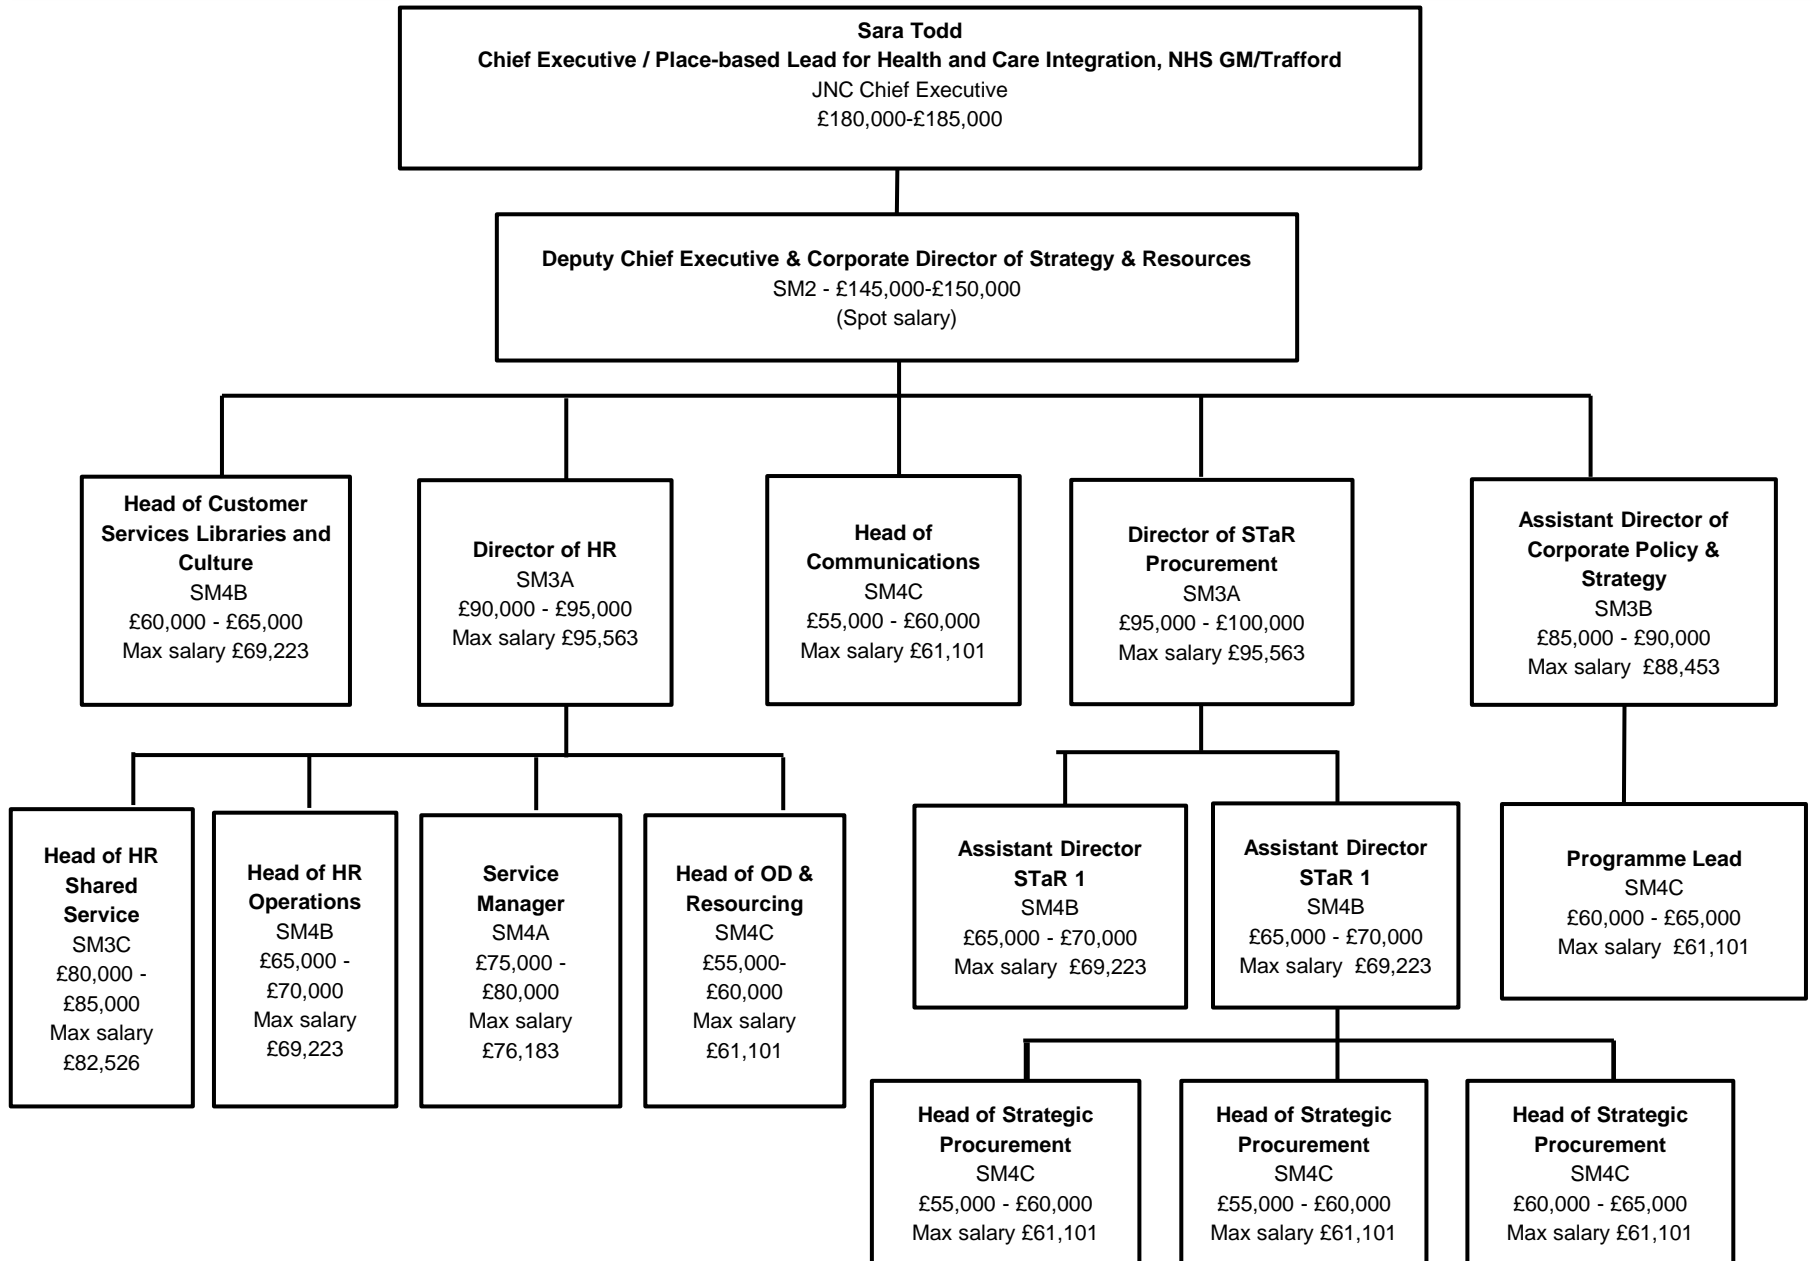 Sara Todd
Chief Executive / Place-based Lead for Health and Care Integration, NHS GM/Trafford
JNC Chief Executive
£180,000-£185,000
Deputy Chief Executive & Corporate Director of Strategy & Resources
SM2 - £145,000-£150,000
(Spot salary)
Head of Customer
Services Libraries and
Culture
SM4B
£60,000 - £65,000
Max salary £69,223
Director of HR
SM3A
£90,000 - £95,000
Max salary £95,563
Head of
Communications
SM4C
£55,000 - £60,000
Max salary £61,101
Director of STaR
Procurement
SM3A
£95,000 - £100,000
Max salary £95,563
Assistant Director of
Corporate Policy &
Strategy
SM3B
£85,000 - £90,000
Max salary £88,453
Head of HR
Shared
Service
SM3C
£80,000 -
£85,000
Max salary
£82,526
Head of HR
Operations
SM4B
£65,000 -
£70,000
Max salary
£69,223
Service
Manager
SM4A
£75,000 -
£80,000
Max salary
£76,183
Head of OD &
Resourcing
SM4C
£55,000-
£60,000
Max salary
£61,101
Assistant Director
STaR 1
SM4B
£65,000 - £70,000
Max salary £69,223
Assistant Director
STaR 1
SM4B
£65,000 - £70,000
Max salary £69,223
Programme Lead
SM4C
£60,000 - £65,000
Max salary £61,101
Head of Strategic
Procurement
SM4C
£55,000 - £60,000
Max salary £61,101
Head of Strategic
Procurement
SM4C
£55,000 - £60,000
Max salary £61,101
Head of Strategic
Procurement
SM4C
£60,000 - £65,000
Max salary £61,101